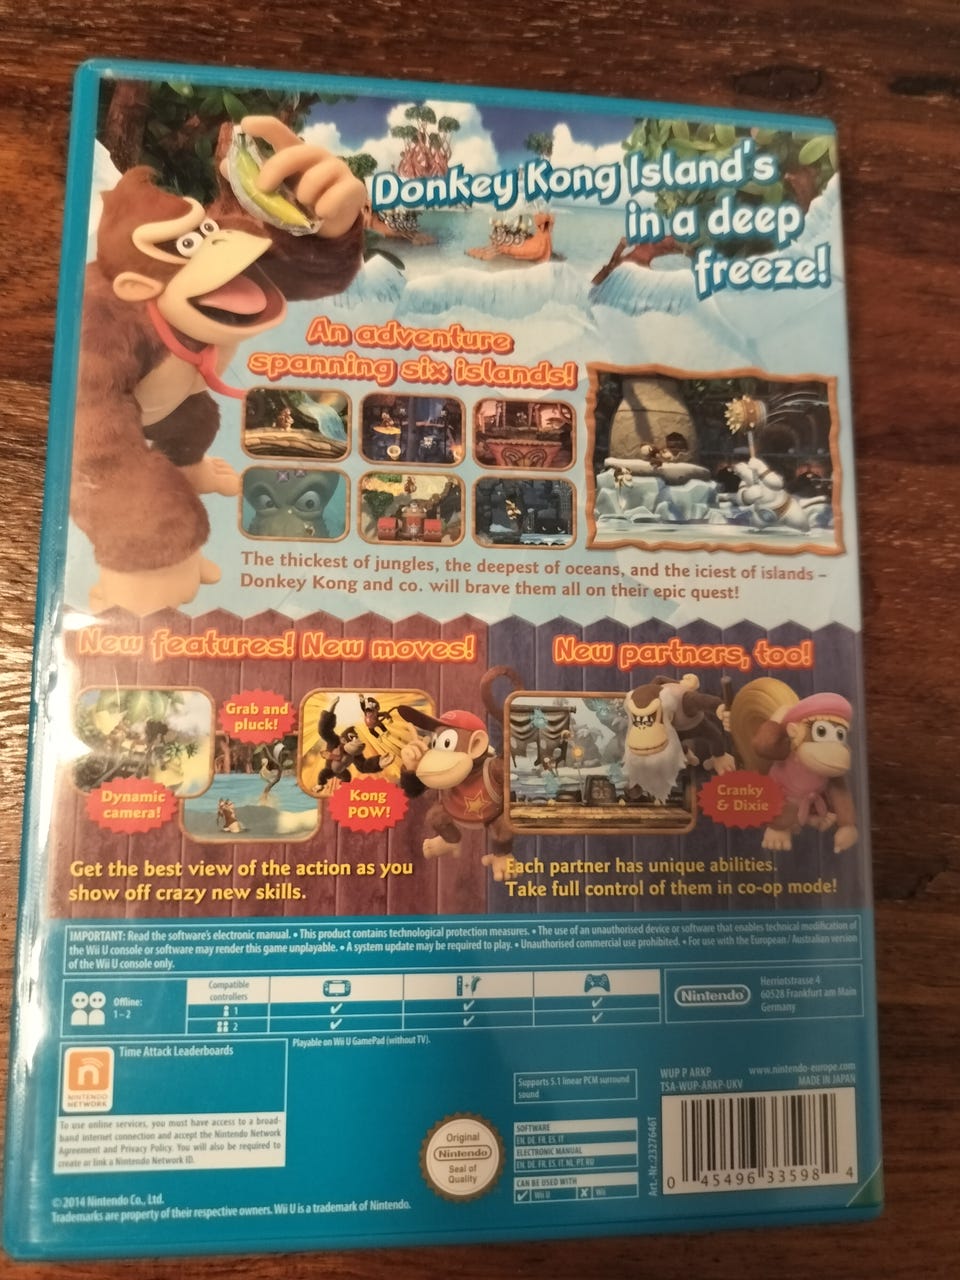 Donkey Kong Island's
in a deep
freeze!
An adventure
spanning six islands!
The thickest of jungles, the deepest of oceans, and the iciest of islands –
Donkey Kong and co. will brave them all on their epic quest!
New features! New moves!
New partners, too!
Grab and
pluck!
Dynamic
camera!
Kong
POW!
Cranky
& Dixie
Get the best view of the action as you
show off crazy new skills.
Each partner has unique abilities.
Take full control of them in co-op mode!
IMPORTANT: Read the software's electronic manual. • This product contains technological protection measures. • The use of an unauthorised device or software that enables technical modification of
the Wii U console or software may render this game unplayable. • A system update may be required to play. • Unauthorised commercial use prohibited. • For use with the European / Australian version
of the Wii U console only.
Offline:
1–2
Compatible
controllers
1
2
Nintendo
Herriotstrasse 4
60528 Frankfurt am Main
Germany
Playable on Wii U GamePad (without TV).
NINTENDO
NETWORK
Time Attack Leaderboards
To use online services, you must have access to a broad-
band internet connection and accept the Nintendo Network
Agreement and Privacy Policy. You will also be required to
create or link a Nintendo Network ID.
Supports 5.1 linear PCM surround
sound
SOFTWARE
EN, DE, FR, ES, IT
ELECTRONIC MANUAL
EN, DE, FR, ES, IT, NL, PT, RU
CAN BE USED WITH
Wii U
Wii
Original
Nintendo
Seal of
Quality
WUP P ARKP
TSA-WUP-ARKP-UKV
www.nintendo-europe.com
MADE IN JAPAN
Art.-Nr.:2327646T
0 45496 33598 4
©2014 Nintendo Co., Ltd.
Trademarks are property of their respective owners. Wii U is a trademark of Nintendo.